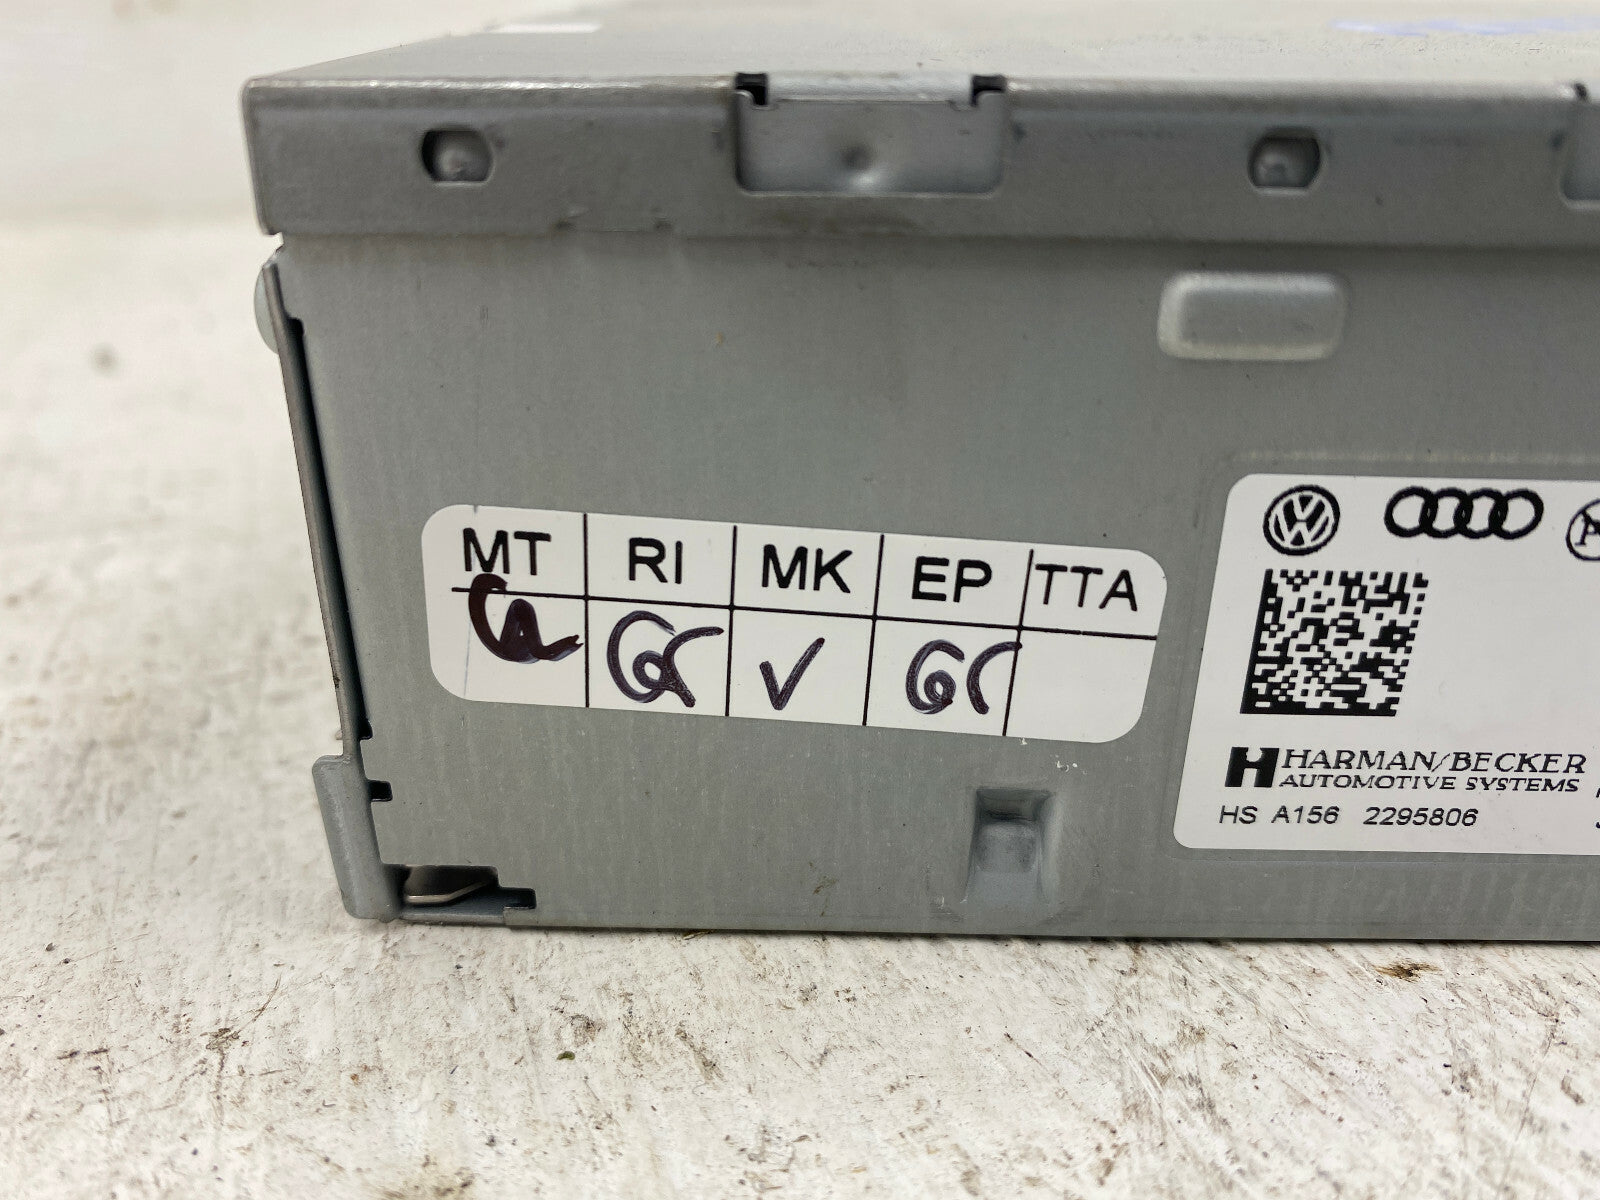 MT RI MK EP TTA
✓
HARMAN/BECKER
AUTOMOTIVE SYSTEMS
HS A156 2295806